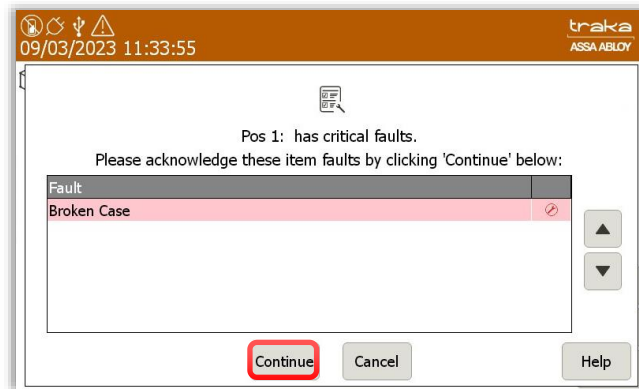 traka
09/03/2023 11:33:55
ASSA ABLOY
Pos 1:  has critical faults.
Please acknowledge these item faults by clicking 'Continue' below:
Fault
Broken Case
Continue
Cancel
Help